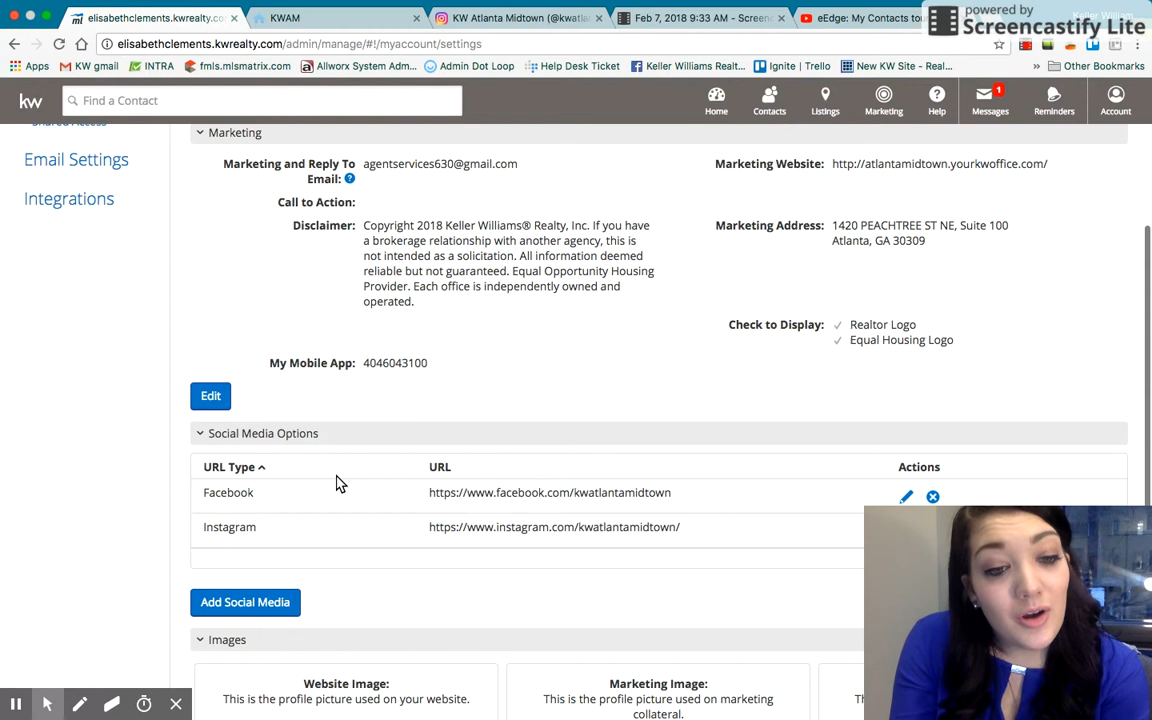 elisabethclements.kwrealty.co
KWAM
KW Atlanta Midtown (@kwatla
Feb 7, 2018 9:33 AM - Screen
eEdge: My Contacts tou
Keller William
powered by
Screencastify Lite
elisabethclements.kwrealty.com/admin/manage/#!/myaccount/settings
Apps
KW gmail
INTRA
fmls.mlsmatrix.com
Allworx System Adm...
Admin Dot Loop
Help Desk Ticket
Keller Williams Realt...
Ignite | Trello
New KW Site - Real...
»
Other Bookmarks
kw
Find a Contact
Home
Contacts
Listings
Marketing
Help
1
Messages
Reminders
Account
Shared Access
Email Settings
Integrations
Marketing
Marketing and Reply To Email: ?
agentservices630@gmail.com
Marketing Website: http://atlantamidtown.yourkwoffice.com/
Call to Action:
Disclaimer: Copyright 2018 Keller Williams® Realty, Inc. If you have
a brokerage relationship with another agency, this is
not intended as a solicitation. All information deemed
reliable but not guaranteed. Equal Opportunity Housing
Provider. Each office is independently owned and
operated.
Marketing Address: 1420 PEACHTREE ST NE, Suite 100
Atlanta, GA 30309
Check to Display: ✓ Realtor Logo
✓ Equal Housing Logo
My Mobile App: 4046043100
Edit
Social Media Options
URL Type URL Actions
Facebook https://www.facebook.com/kwatlantamidtown
Instagram https://www.instagram.com/kwatlantamidtown/
Add Social Media
Images
Website Image:
This is the profile picture used on your website.
Marketing Image:
This is the profile picture used on marketing
collateral.